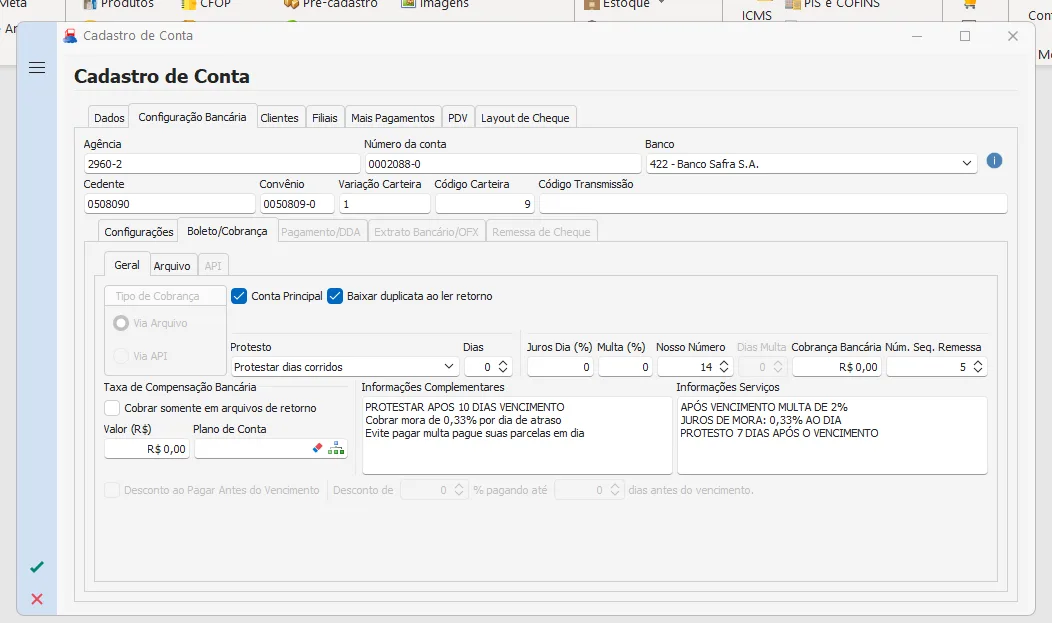 Meta
Produtos
CFOP
Pré-cadastro
Imagens
Estoque
ICMS
PIS e COFINS
Cadastro de Conta
Cadastro de Conta
Dados
Configuração Bancária
Clientes
Filiais
Mais Pagamentos
PDV
Layout de Cheque
Agência
Número da conta
Banco
2960-2
0002088-0
422 - Banco Safra S.A.
Cedente
Convênio
Variação Carteira
Código Carteira
Código Transmissão
0508090
0050809-0
1
9
Configurações
Boleto/Cobrança
Pagamento/DDA
Extrato Bancário/OFX
Remessa de Cheque
Geral
Arquivo
API
Tipo de Cobrança
Conta Principal
Baixar duplicata ao ler retorno
Via Arquivo
Via API
Protesto
Dias
Juros Dia (%)
Multa (%)
Nosso Número
Dias Multa
Cobrança Bancária
Núm. Seq. Remessa
Protestar dias corridos
0
0
0
14
0
R$ 0,00
5
Taxa de Compensação Bancária
Cobrar somente em arquivos de retorno
Valor (R$)
Plano de Conta
R$ 0,00
Informações Complementares
PROTESTAR APOS 10 DIAS VENCIMENTO
Cobrar mora de 0,33% por dia de atraso
Evite pagar multa pague suas parcelas em dia
Informações Serviços
APÓS VENCIMENTO MULTA DE 2%
JUROS DE MORA: 0,33% AO DIA
PROTESTO 7 DIAS APÓS O VENCIMENTO
Desconto ao Pagar Antes do Vencimento
Desconto de
0
% pagando até
0
dias antes do vencimento.